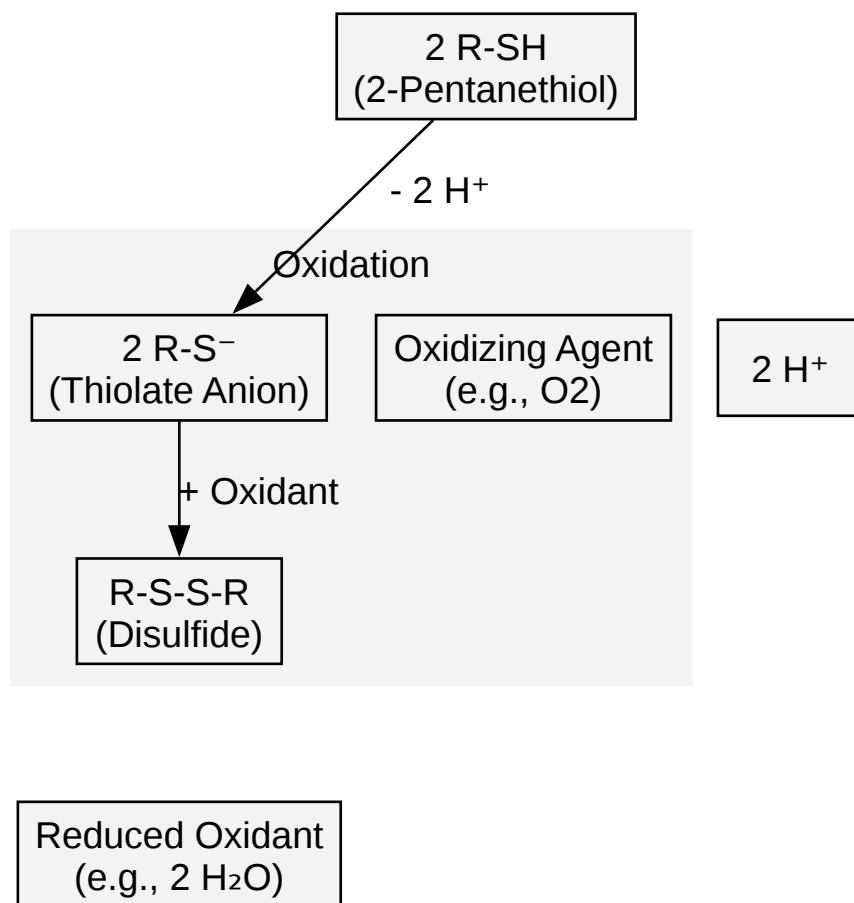 2 R-SH
(2-Pentanethiol)
- 2 H⁺
Oxidation
2 R-S⁻
(Thiolate Anion)
Oxidizing Agent
(e.g., O2)
2 H⁺
+ Oxidant
R-S-S-R
(Disulfide)
Reduced Oxidant
(e.g., 2 H₂O)